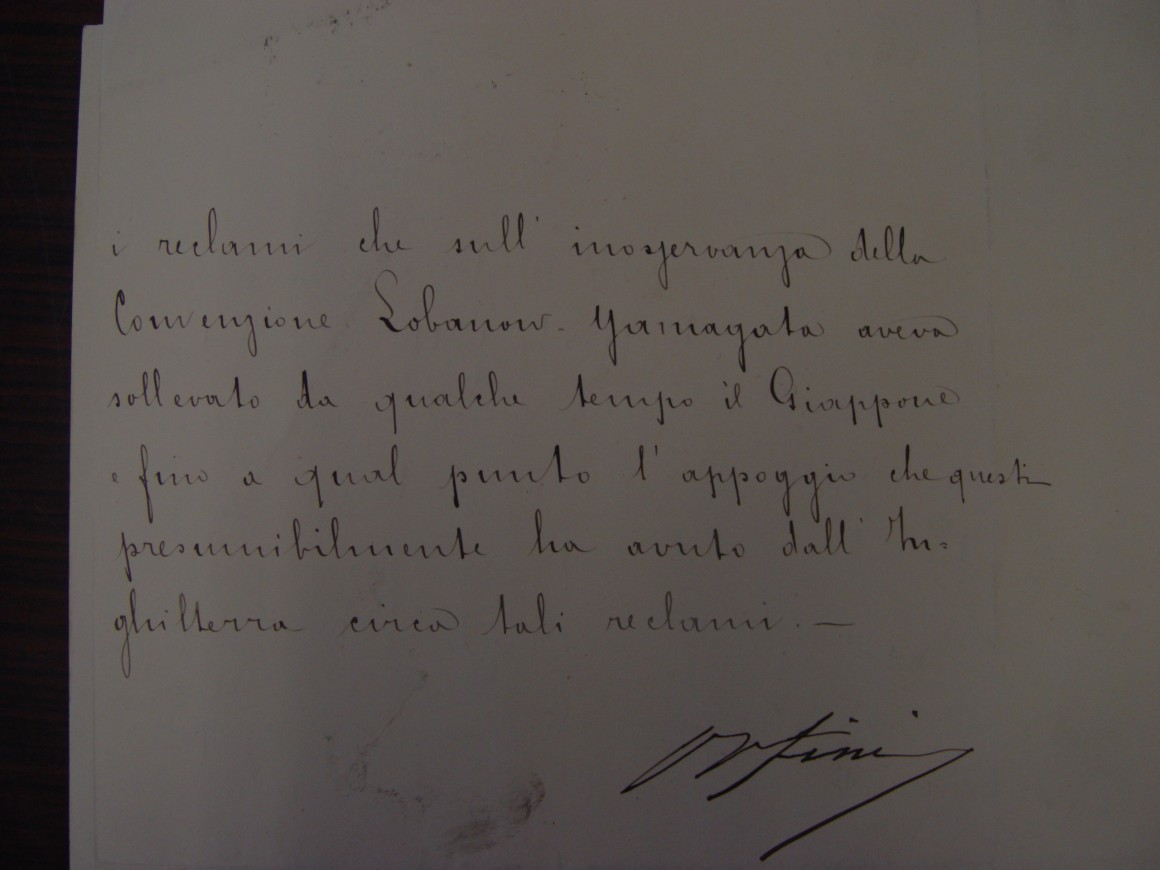 i reclami che sull' inosservanza della
Convenzione Lobanow-Yamagata aveva
sollevato da qualche tempo il Giappone
e fino a qual punto l'appoggio che questi
presumibilmente ha avuto dall' In=
ghilterra circa tali reclami. —